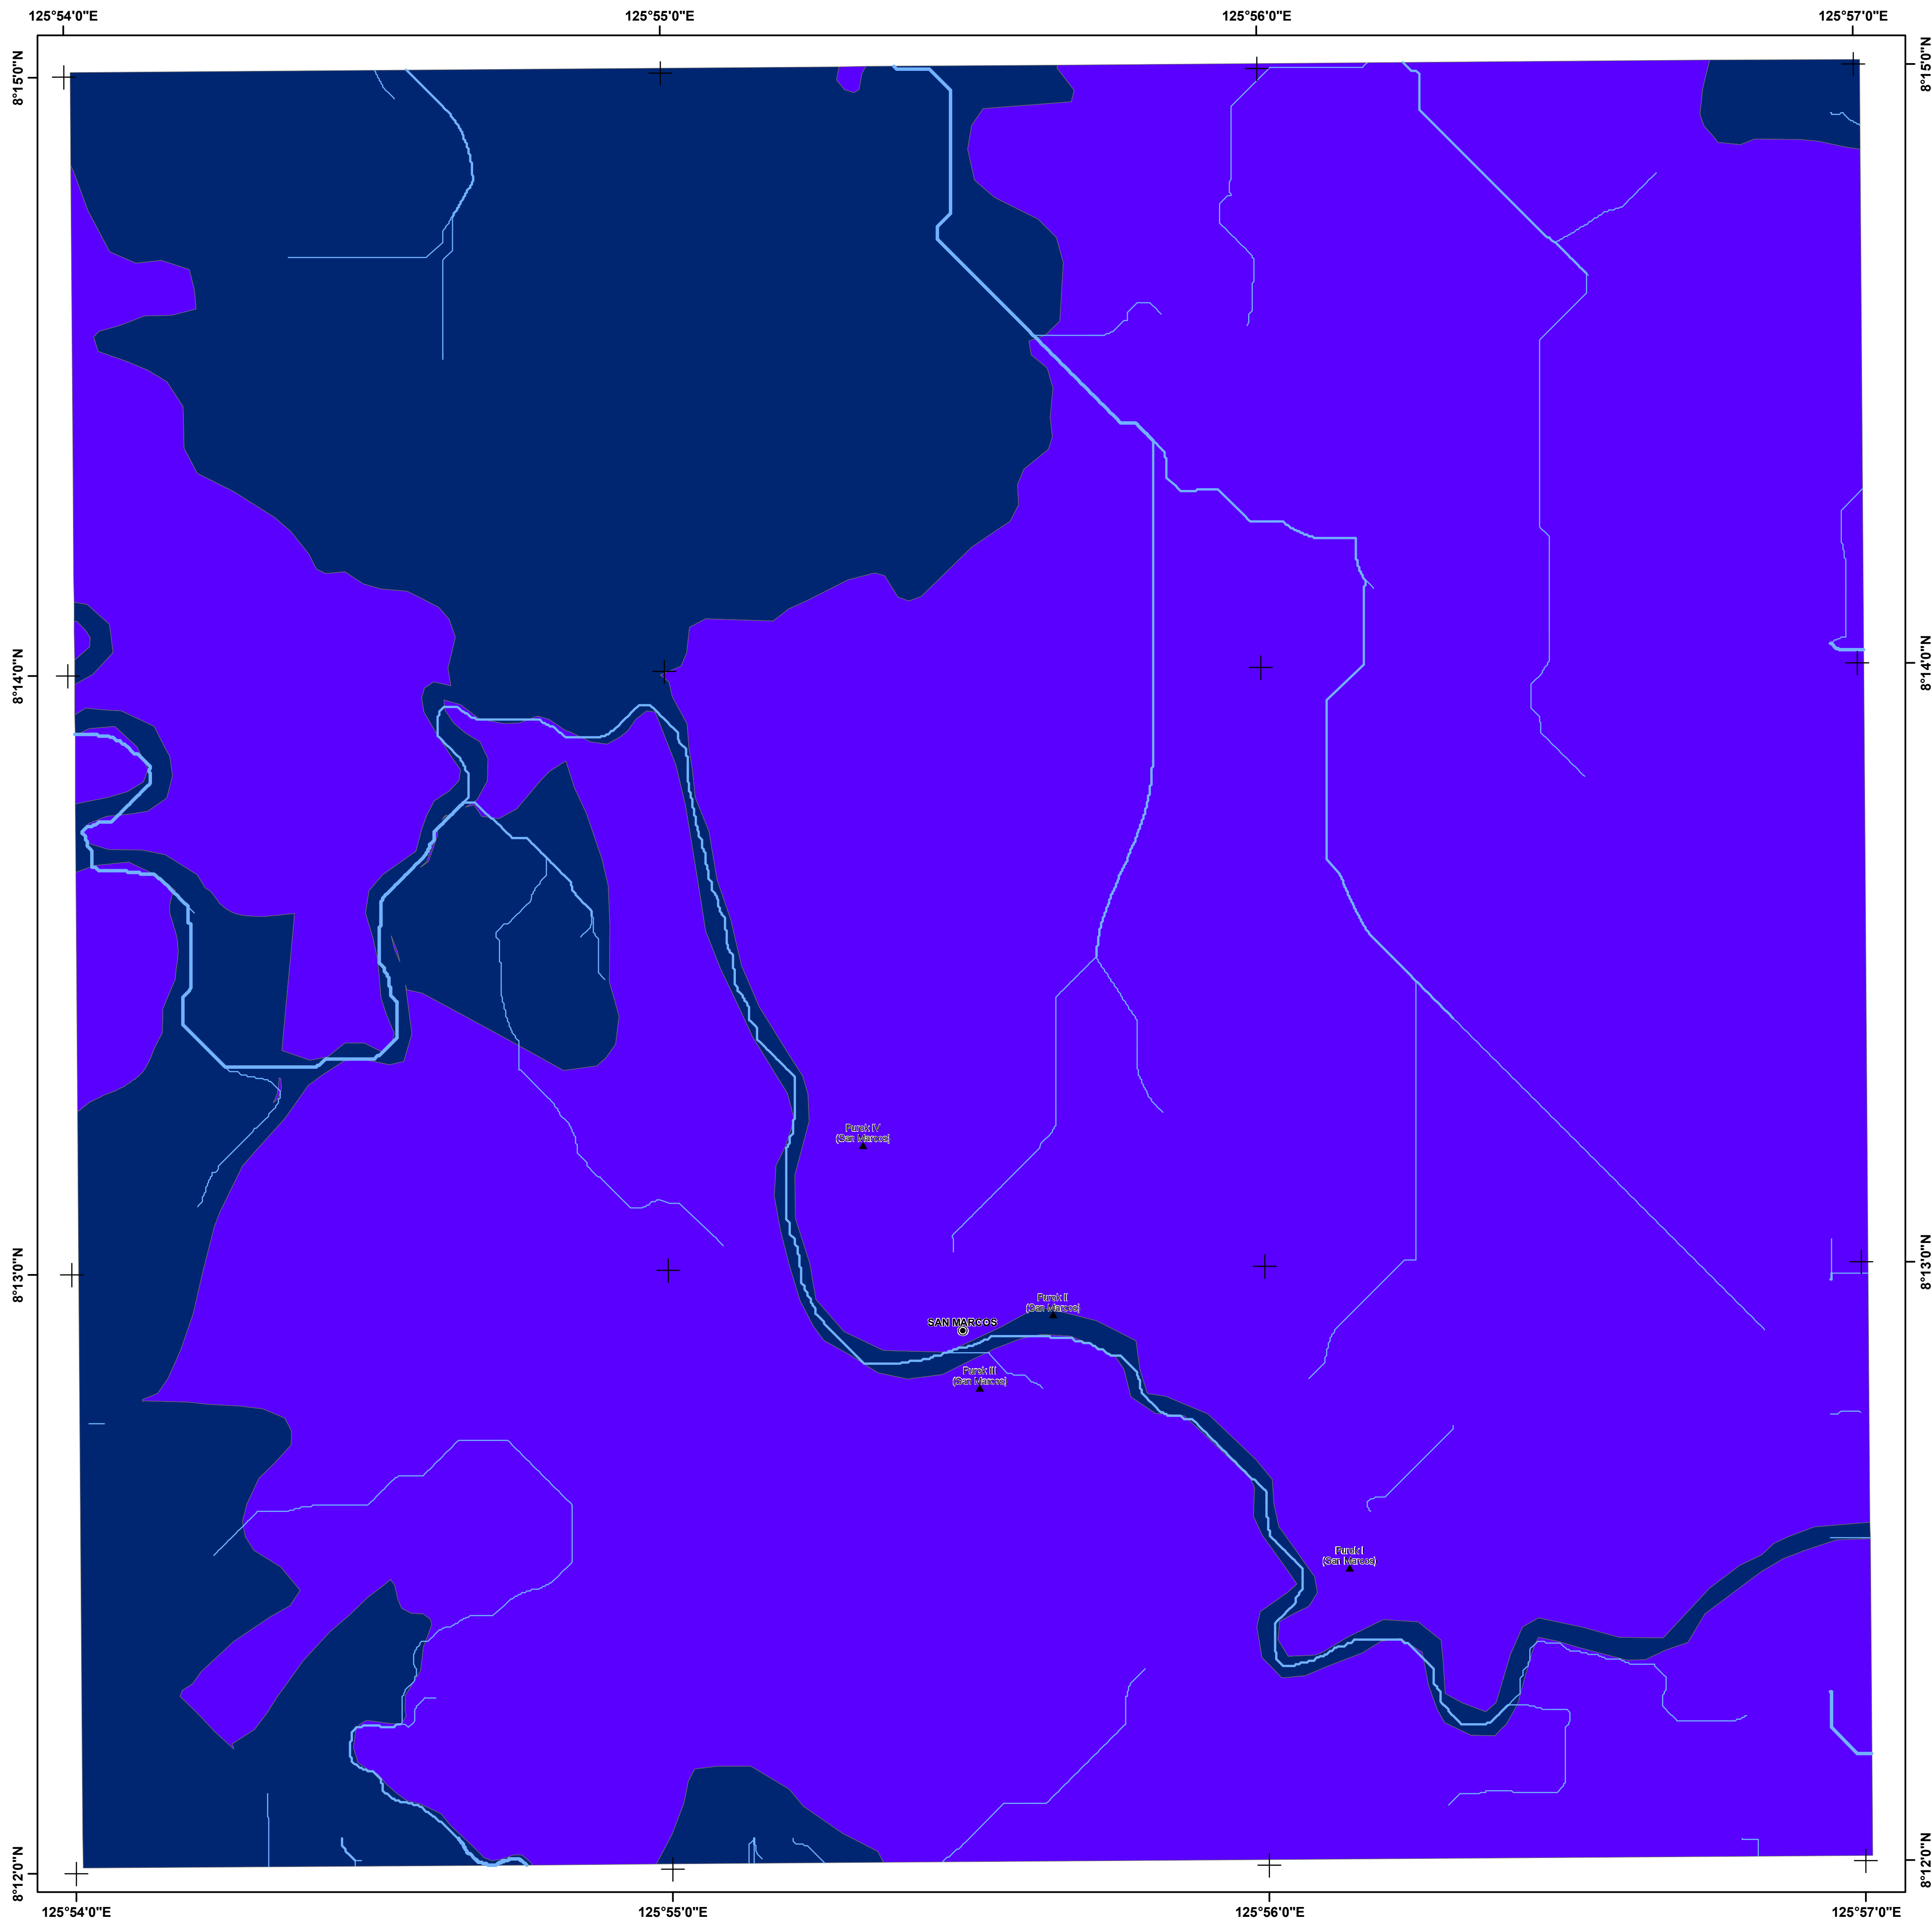 125°54'0"E
125°55'0"E
125°56'0"E
125°57'0"E
8°15'0"N
8°15'0"N
8°14'0"N
8°14'0"N
Purok IV
(San Marcos)
8°13'0"N
8°13'0"N
Purok II
(San Marcos)
SAN MARCOS
Purok III
(San Marcos)
Purok I
(San Marcos)
8°12'0"N
8°12'0"N
125°54'0"E
125°55'0"E
125°56'0"E
125°57'0"E